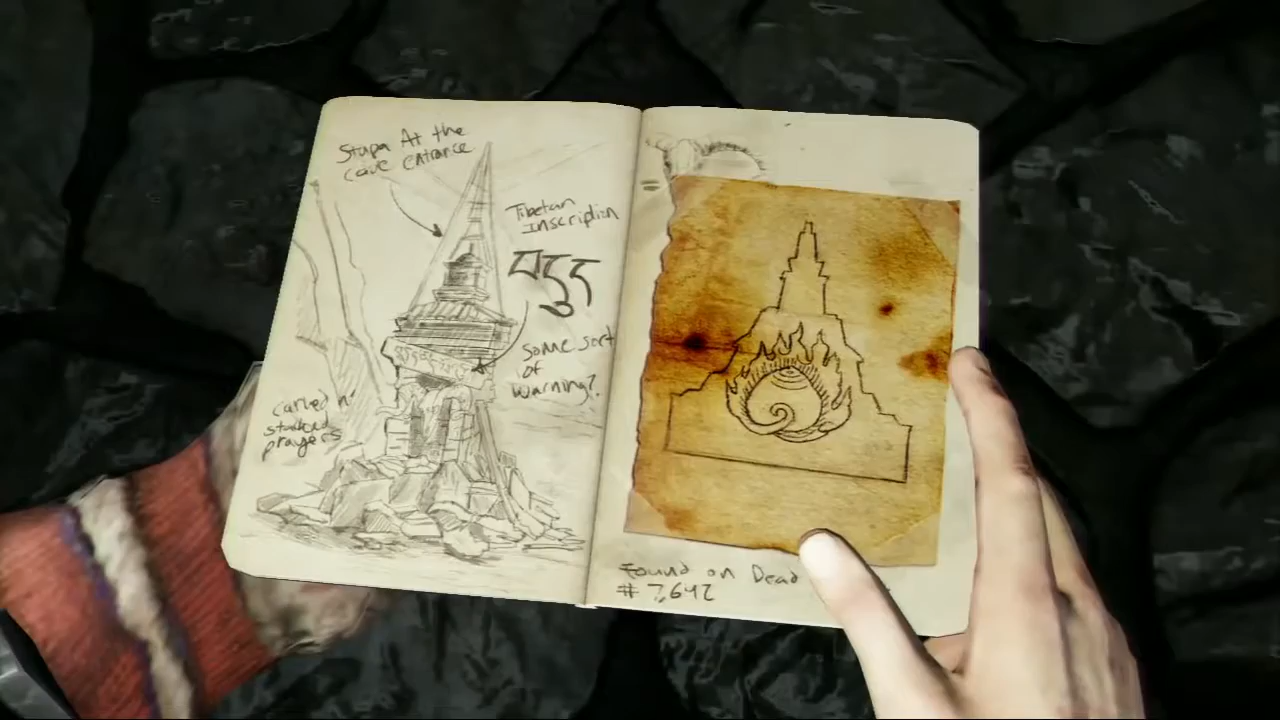 Stupa At the
cave entrance
Tibetan
Inscription
བདུད
Some sort
of
warning?
carved n'
stacked
prayers
Found on Dead
# 7,642